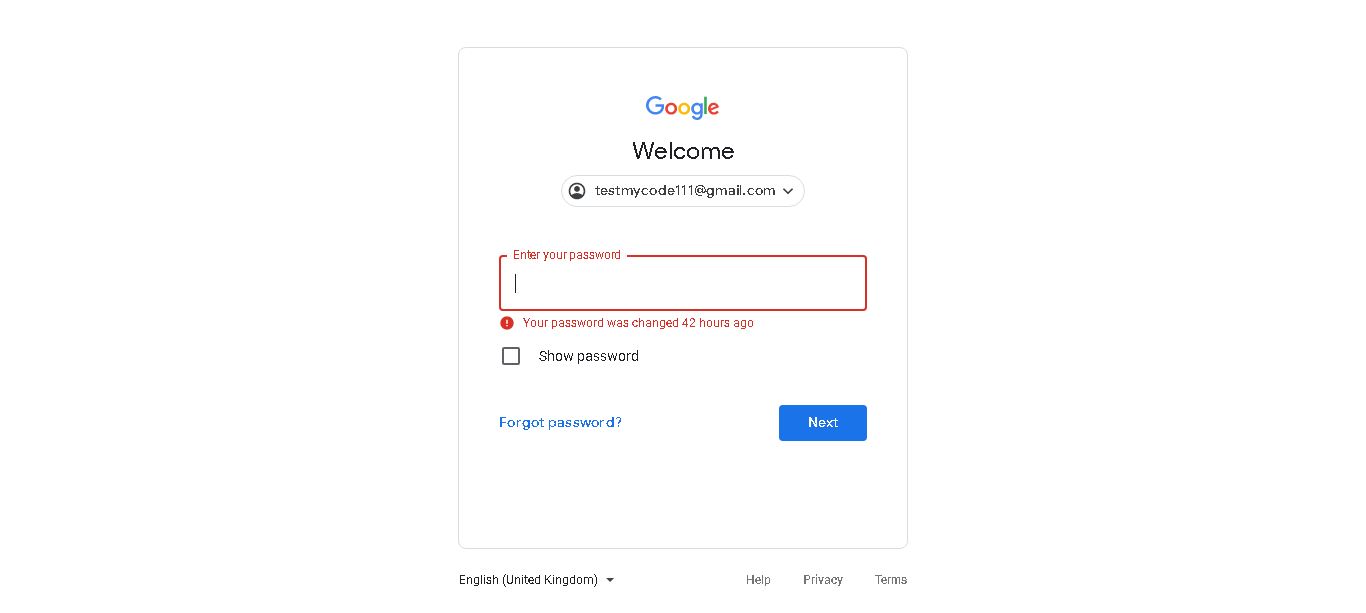 Google
Welcome
testmycode111@gmail.com
Enter your password
Your password was changed 42 hours ago
Show password
Forgot password?
Next
English (United Kingdom)
Help
Privacy
Terms